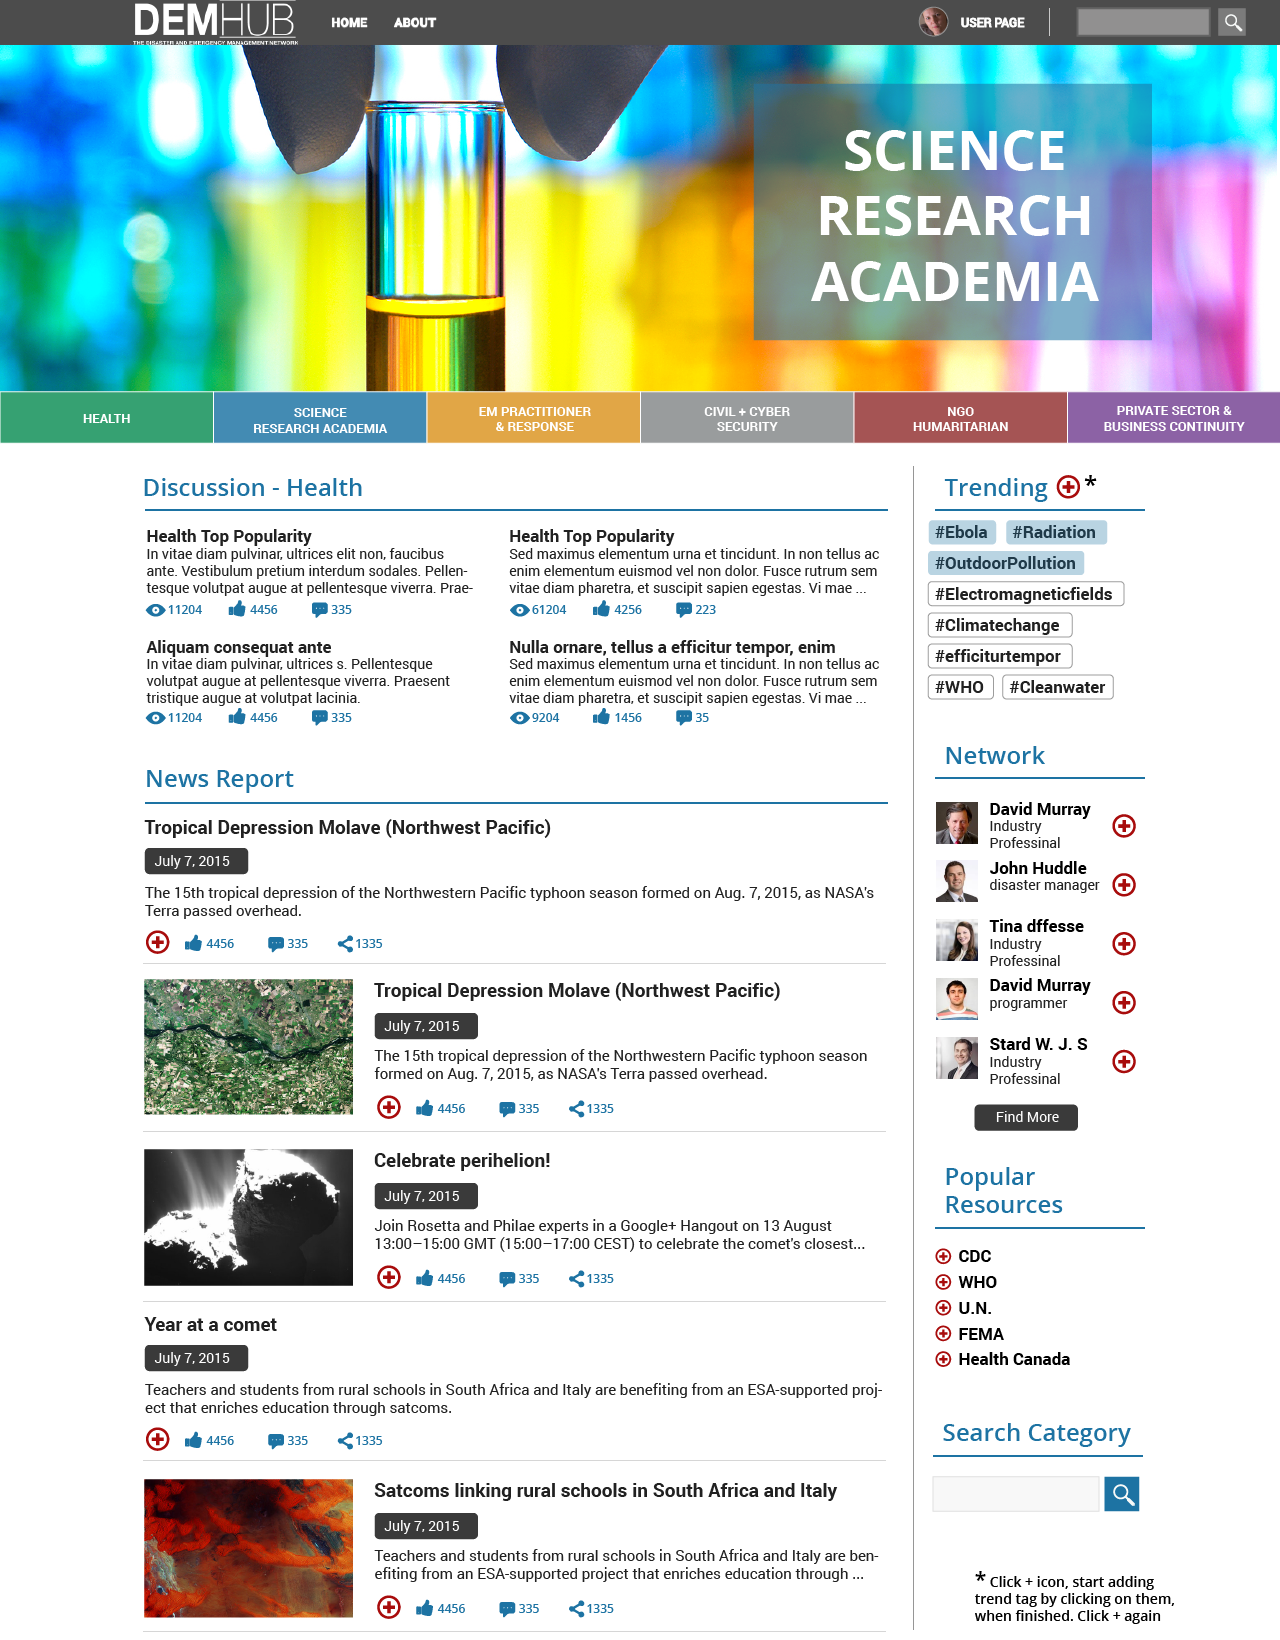 DEMHUB
THE DISASTER AND EMERGENCY MANAGEMENT NETWORK
HOME
ABOUT
USER PAGE
SCIENCE
RESEARCH
ACADEMIA
HEALTH
SCIENCE
RESEARCH ACADEMIA
EM PRACTITIONER
& RESPONSE
CIVIL + CYBER
SECURITY
NGO
HUMANITARIAN
PRIVATE SECTOR &
BUSINESS CONTINUITY
Discussion - Health
Health Top Popularity
In vitae diam pulvinar, ultrices elit non, faucibus
ante. Vestibulum pretium interdum sodales. Pellen-
tesque volutpat augue at pellentesque viverra. Prae-
11204 4456 335
Health Top Popularity
Sed maximus elementum urna et tincidunt. In non tellus ac
enim elementum euismod vel non dolor. Fusce rutrum sem
vitae diam pharetra, et suscipit sapien egestas. Vi mae ...
61204 4256 223
Aliquam consequat ante
In vitae diam pulvinar, ultrices s. Pellentesque
volutpat augue at pellentesque viverra. Praesent
tristique augue at volutpat lacinia.
11204 4456 335
Nulla ornare, tellus a efficitur tempor, enim
Sed maximus elementum urna et tincidunt. In non tellus ac
enim elementum euismod vel non dolor. Fusce rutrum sem
vitae diam pharetra, et suscipit sapien egestas. Vi mae ...
9204 1456 35
News Report
Tropical Depression Molave (Northwest Pacific)
July 7, 2015
The 15th tropical depression of the Northwestern Pacific typhoon season formed on Aug. 7, 2015, as NASA's
Terra passed overhead.
4456 335 1335
Tropical Depression Molave (Northwest Pacific)
July 7, 2015
The 15th tropical depression of the Northwestern Pacific typhoon season
formed on Aug. 7, 2015, as NASA's Terra passed overhead.
4456 335 1335
Celebrate perihelion!
July 7, 2015
Join Rosetta and Philae experts in a Google+ Hangout on 13 August
13:00–15:00 GMT (15:00–17:00 CEST) to celebrate the comet's closest...
4456 335 1335
Year at a comet
July 7, 2015
Teachers and students from rural schools in South Africa and Italy are benefiting from an ESA-supported proj-
ect that enriches education through satcoms.
4456 335 1335
Satcoms linking rural schools in South Africa and Italy
July 7, 2015
Teachers and students from rural schools in South Africa and Italy are ben-
efiting from an ESA-supported project that enriches education through ...
4456 335 1335
Trending *
#Ebola #Radiation
#OutdoorPollution
#Electromagneticfields
#Climatechange
#efficiturtempor
#WHO #Cleanwater
Network
David Murray
Industry
Professinal
John Huddle
disaster manager
Tina dffesse
Industry
Professinal
David Murray
programmer
Stard W. J. S
Industry
Professinal
Find More
Popular
Resources
CDC
WHO
U.N.
FEMA
Health Canada
Search Category
* Click + icon, start adding
trend tag by clicking on them,
when finished. Click + again